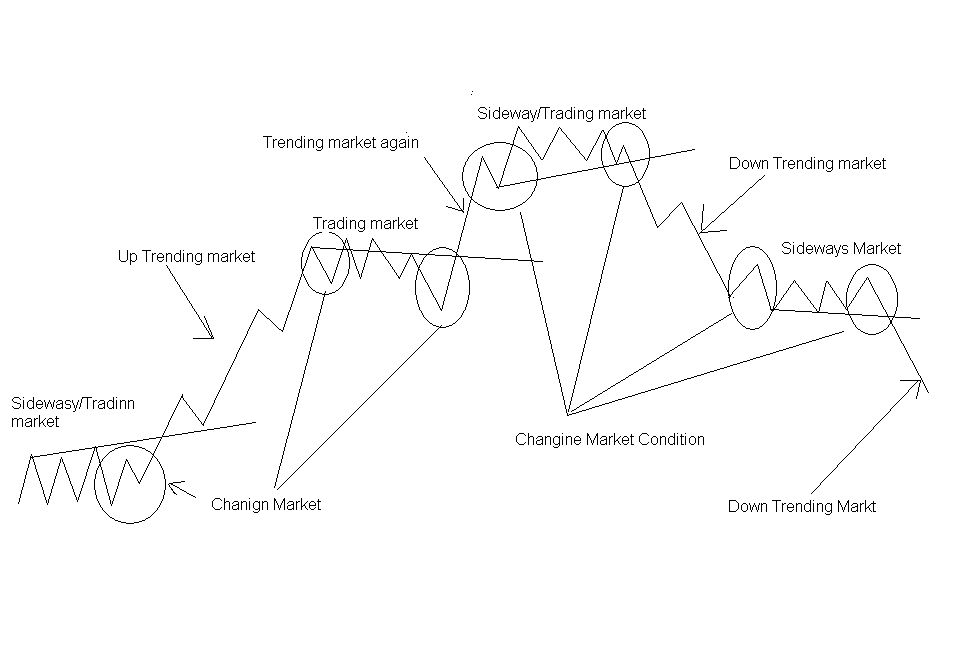 Sideway/Trading market
Trending market again
Down Trending market
Trading market
Up Trending market
Sideways Market
Sidewasy/Tradinn
market
Changine Market Condition
Chanign Market
Down Trending Markt